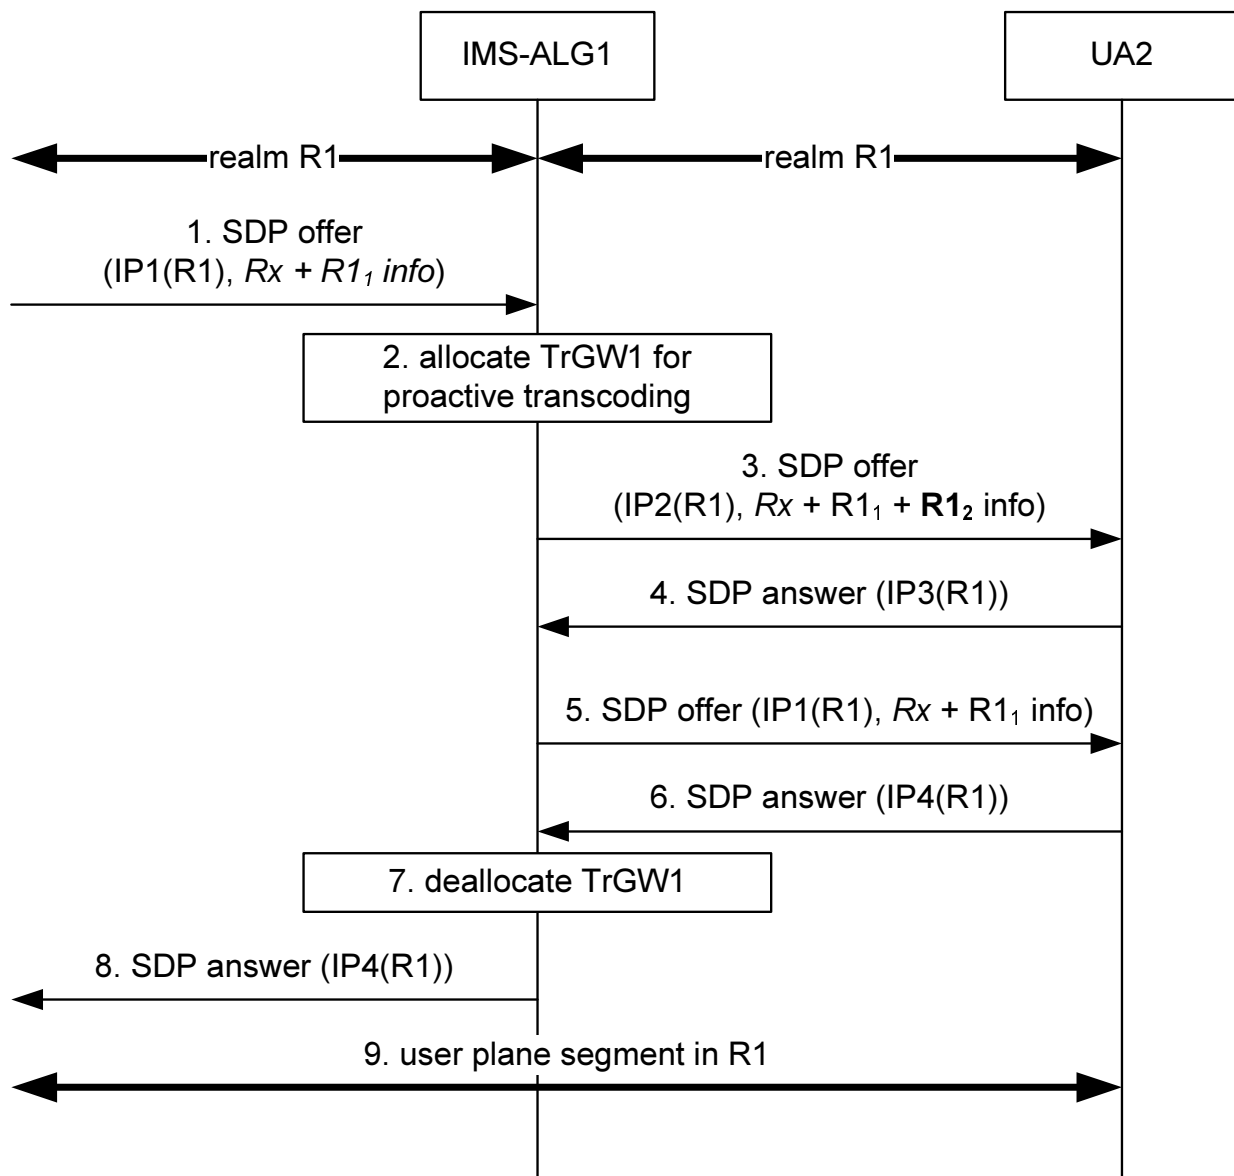 IMS-ALG1
UA2
realm R1
realm R1
1. SDP offer
(IP1(R1), Rx + R1₁ info)
2. allocate TrGW1 for
proactive transcoding
3. SDP offer
(IP2(R1), Rx + R1₁ + R1₂ info)
4. SDP answer (IP3(R1))
5. SDP offer (IP1(R1), Rx + R1₁ info)
6. SDP answer (IP4(R1))
7. deallocate TrGW1
8. SDP answer (IP4(R1))
9. user plane segment in R1